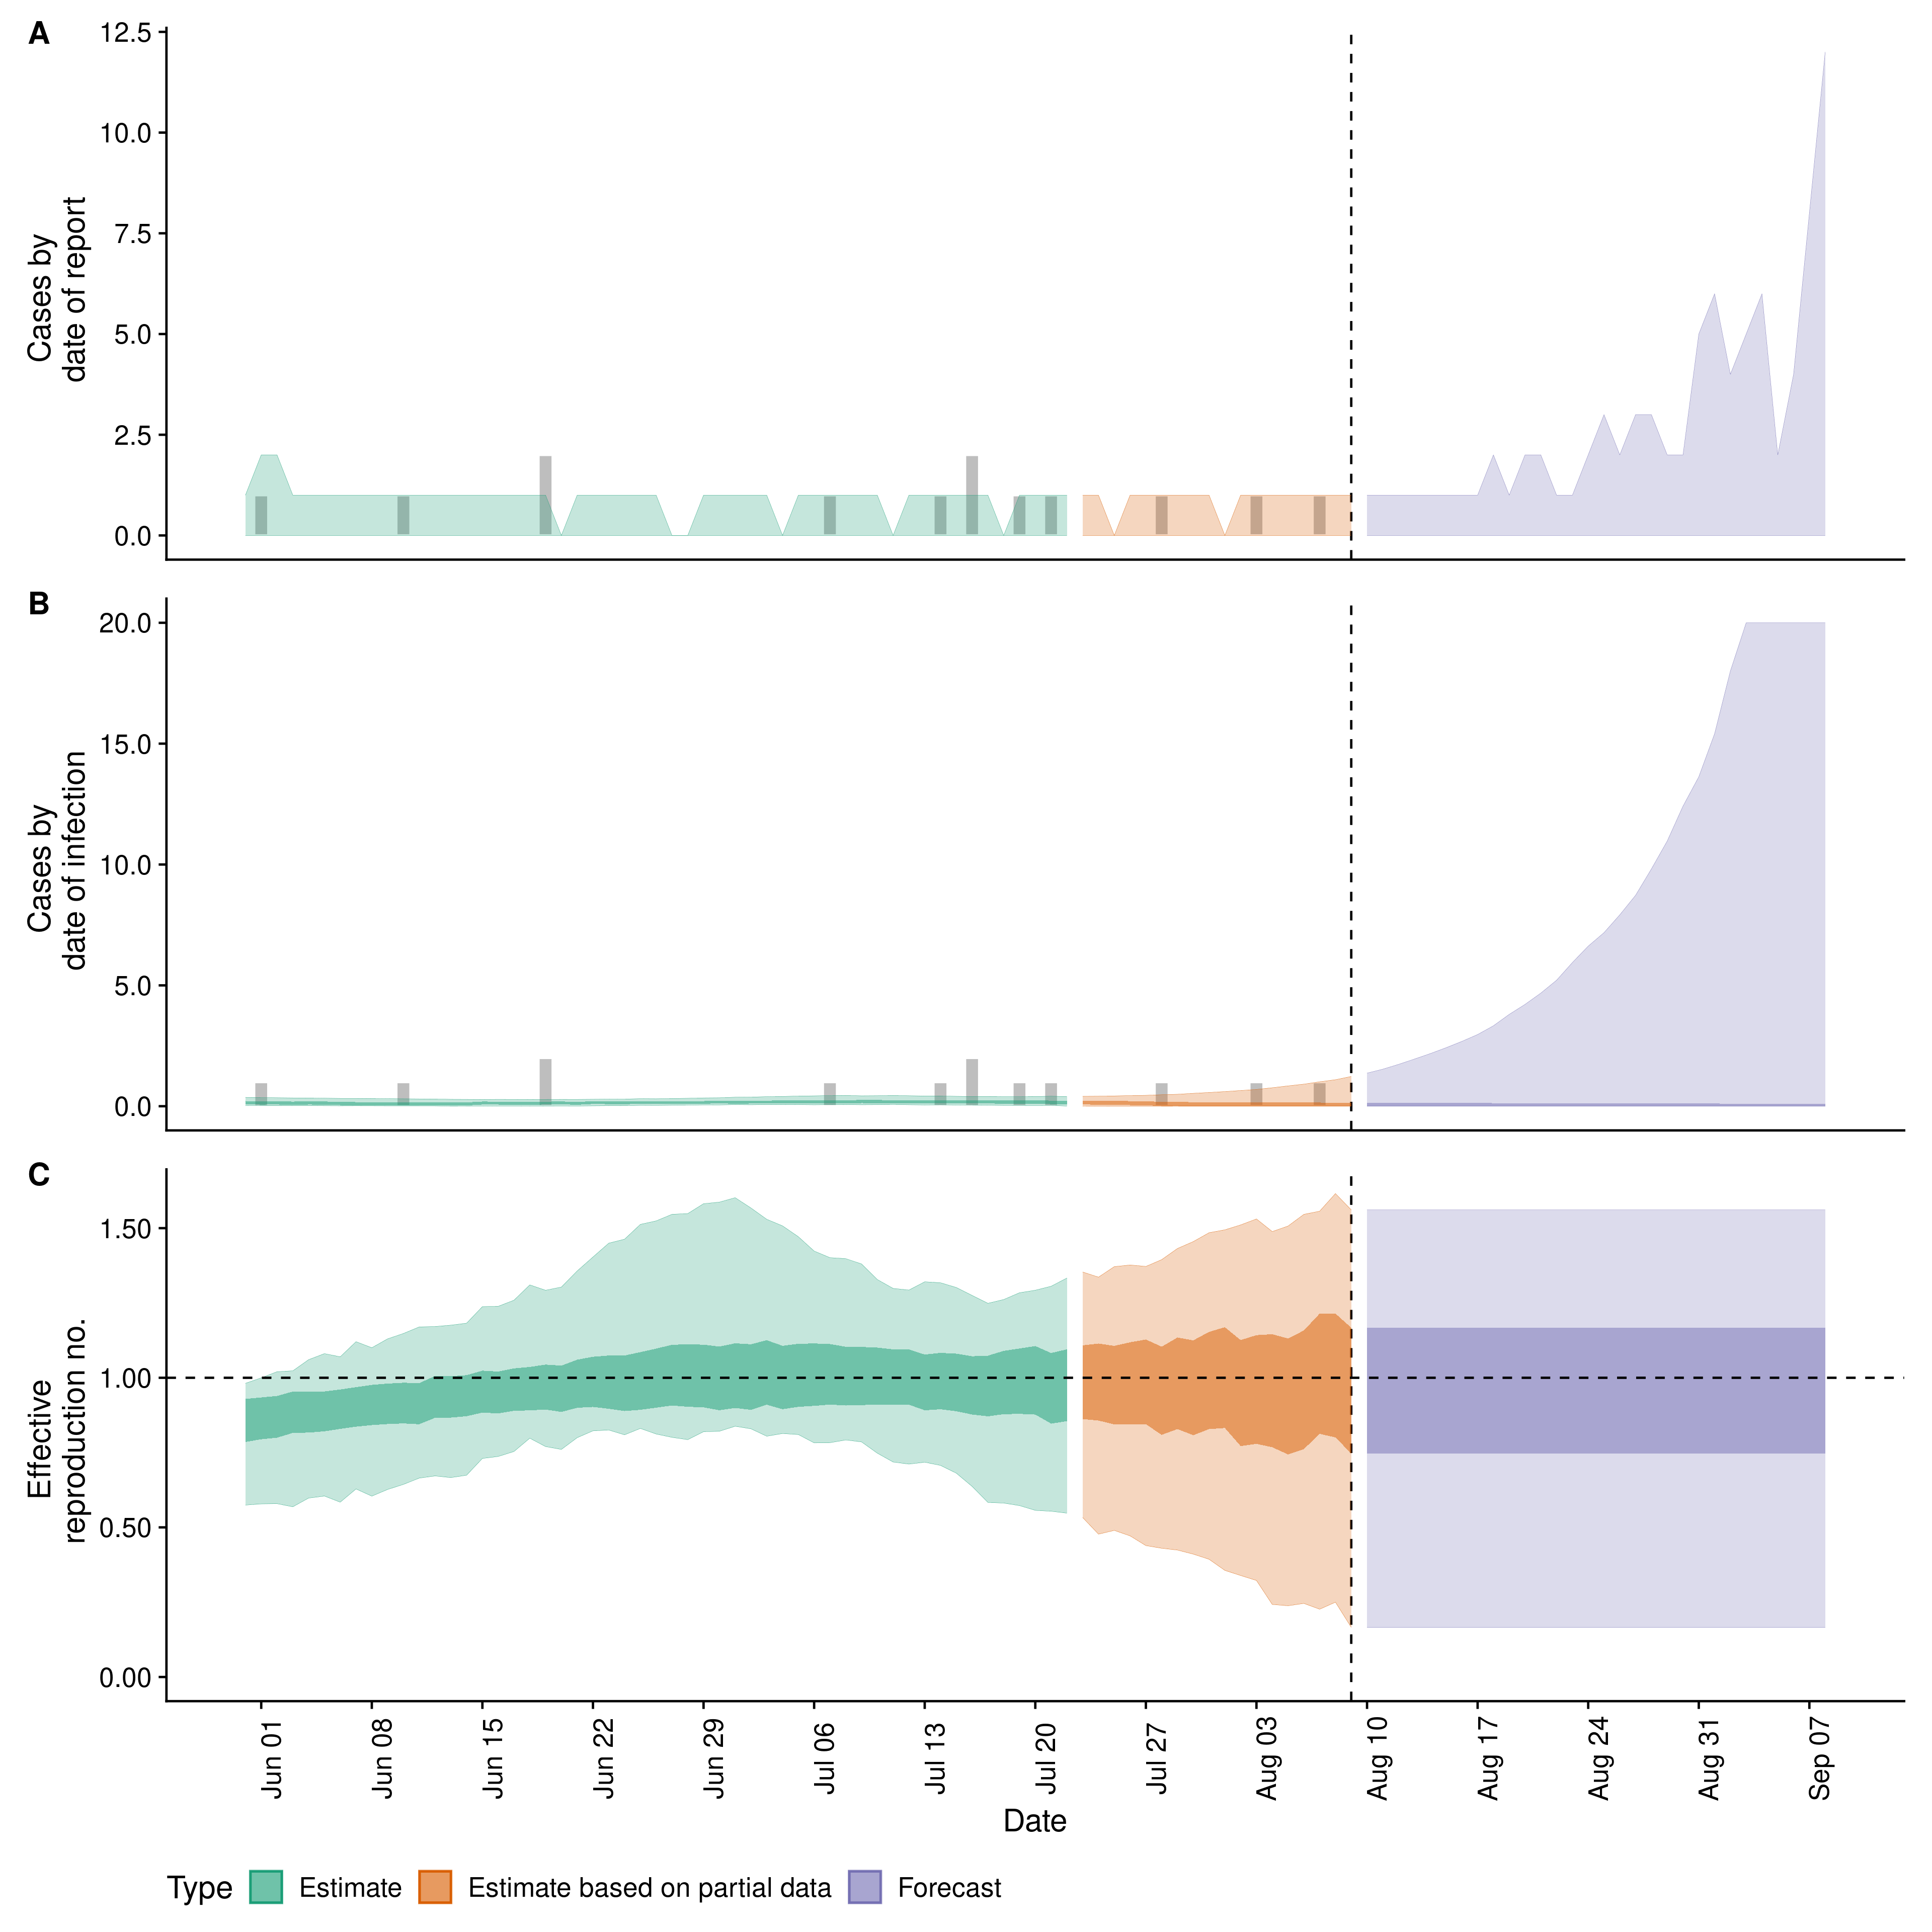 A
Cases by
date of report
12.5
10.0
7.5
5.0
2.5
0.0
B
Cases by
date of infection
20.0
15.0
10.0
5.0
0.0
C
Effective
reproduction no.
1.50
1.00
0.50
0.00
Jun 01
Jun 08
Jun 15
Jun 22
Jun 29
Jul 06
Jul 13
Jul 20
Jul 27
Aug 03
Aug 10
Aug 17
Aug 24
Aug 31
Sep 07
Date
Type Estimate Estimate based on partial data Forecast